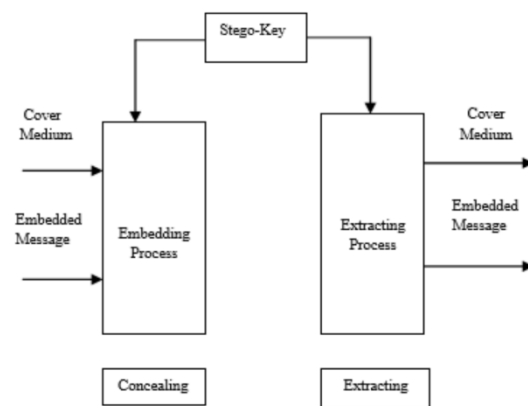 Stego-Key
Cover
Medium
Embedded
Message
Embedding
Process
Extracting
Process
Cover
Medium
Embedded
Message
Concealing
Extracting